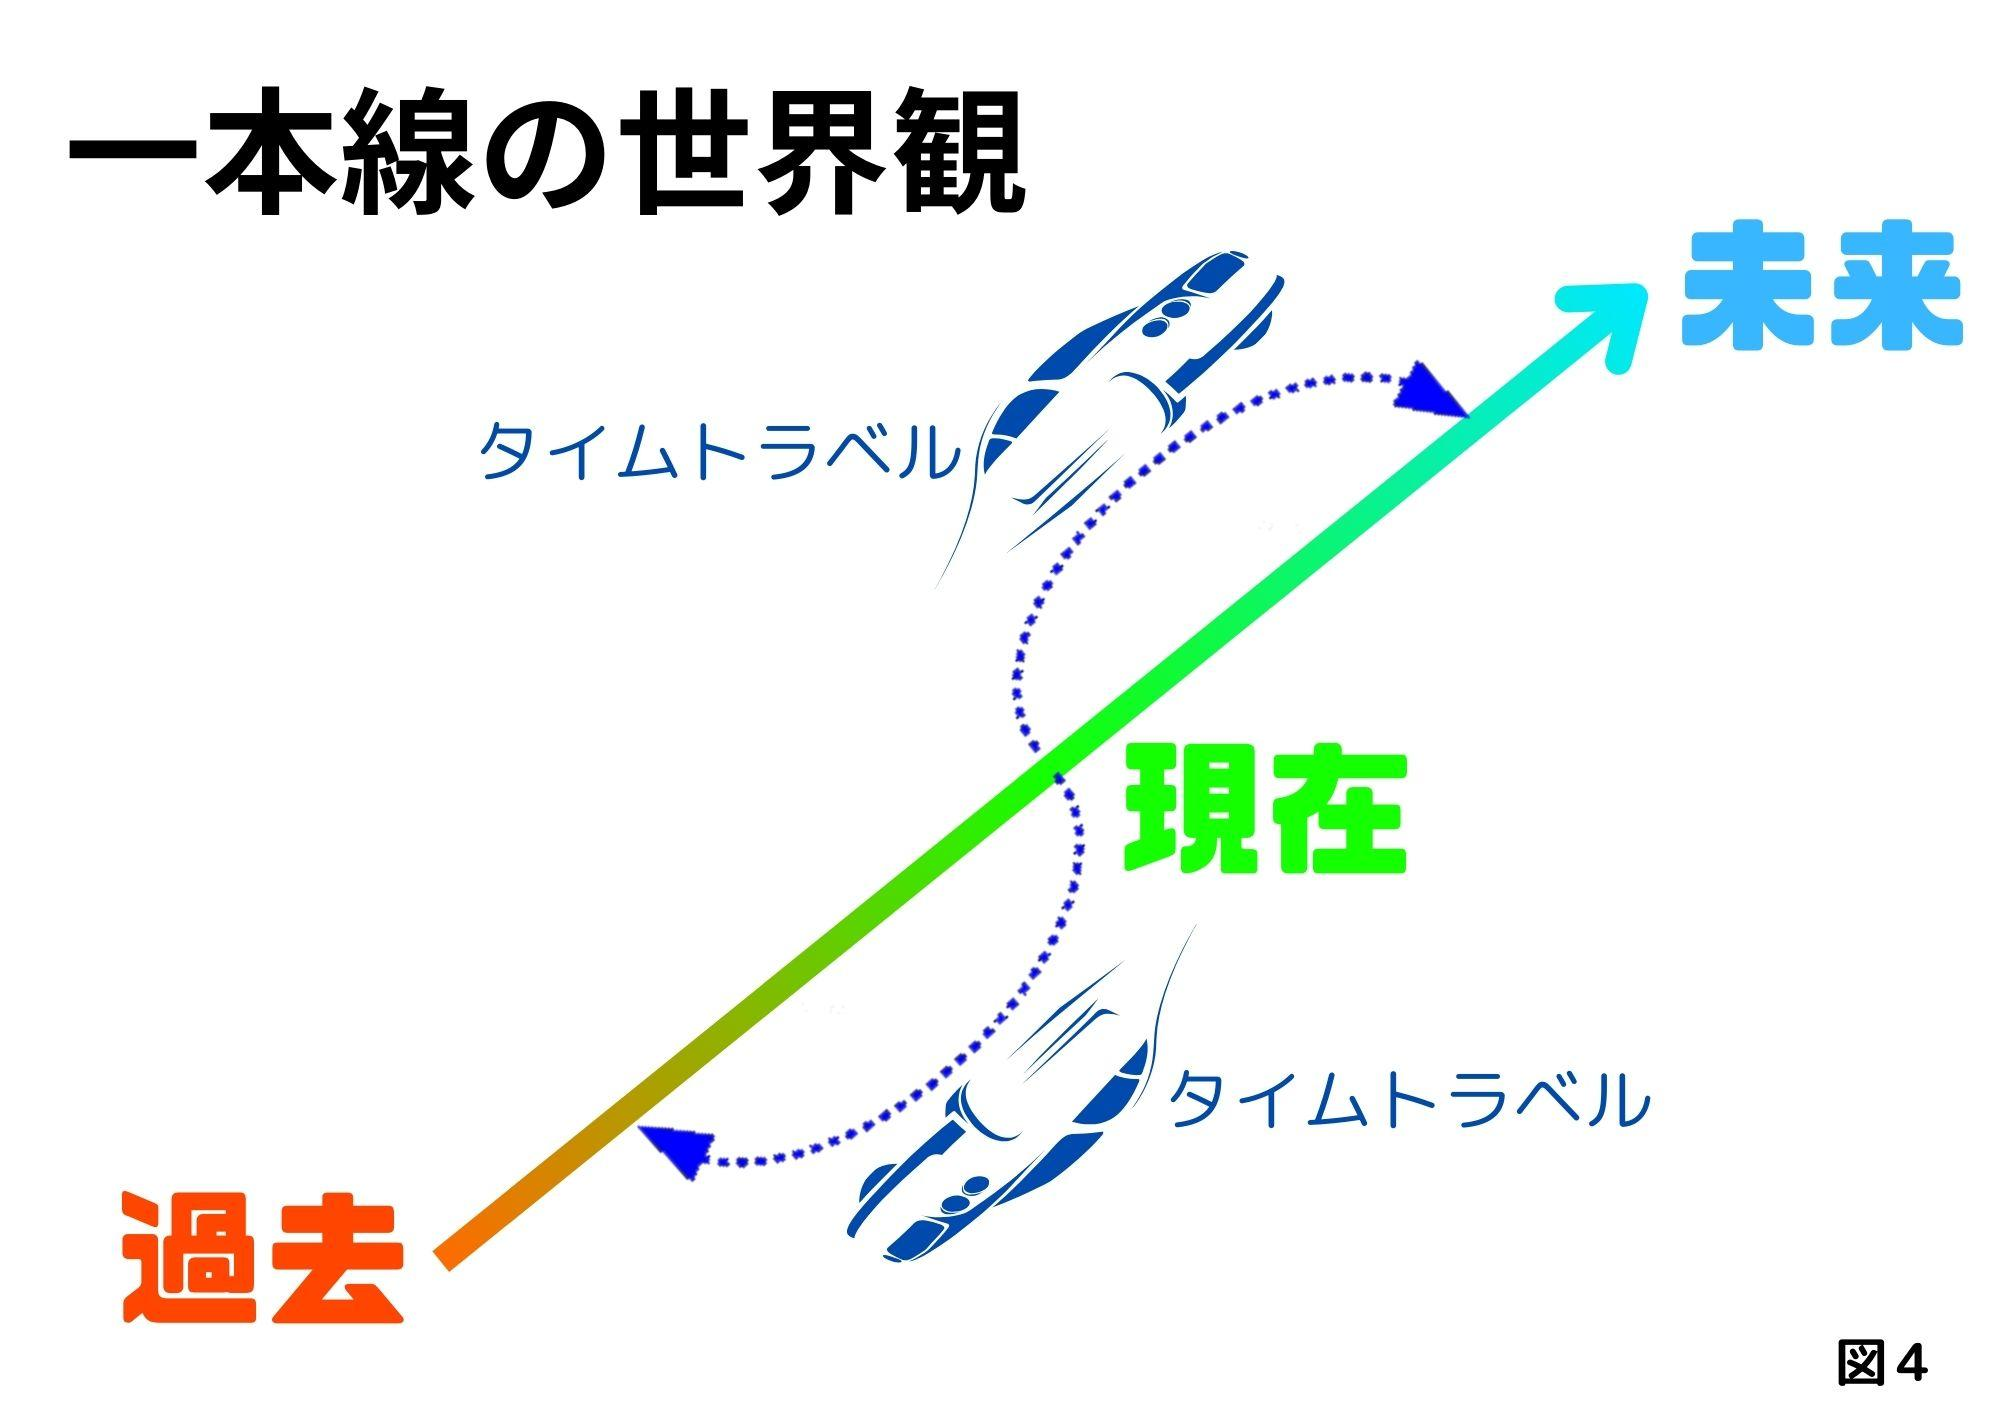 一本線の世界観
未来
タイムトラベル
現在
タイムトラベル
過去
図4